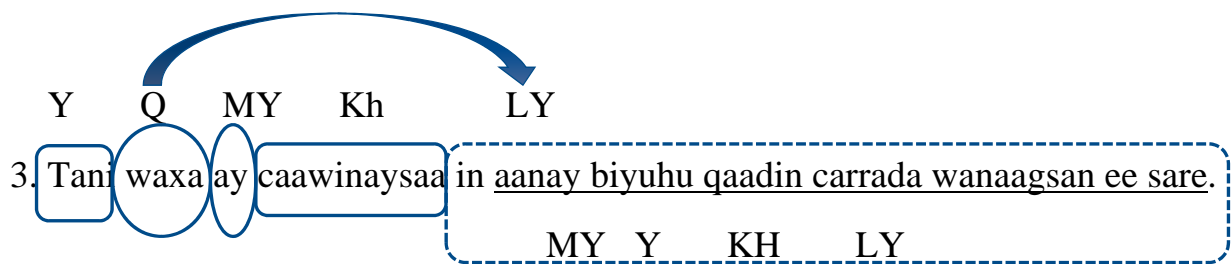 Y Q MY Kh LY
3. Tani waxa ay caawinaysaa in aanay biyuhu qaadin carrada wanaagsan ee sare.
MY Y KH LY